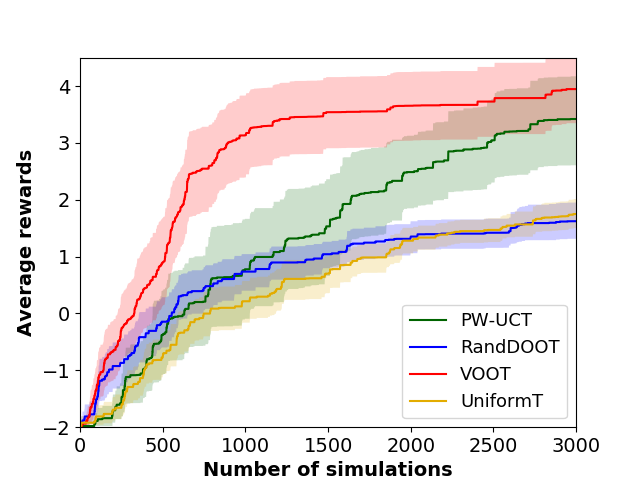 4
3
2
1
0
−1
−2
Average rewards
0 500 1000 1500 2000 2500 3000
Number of simulations
PW-UCT
RandDOOT
VOOT
UniformT